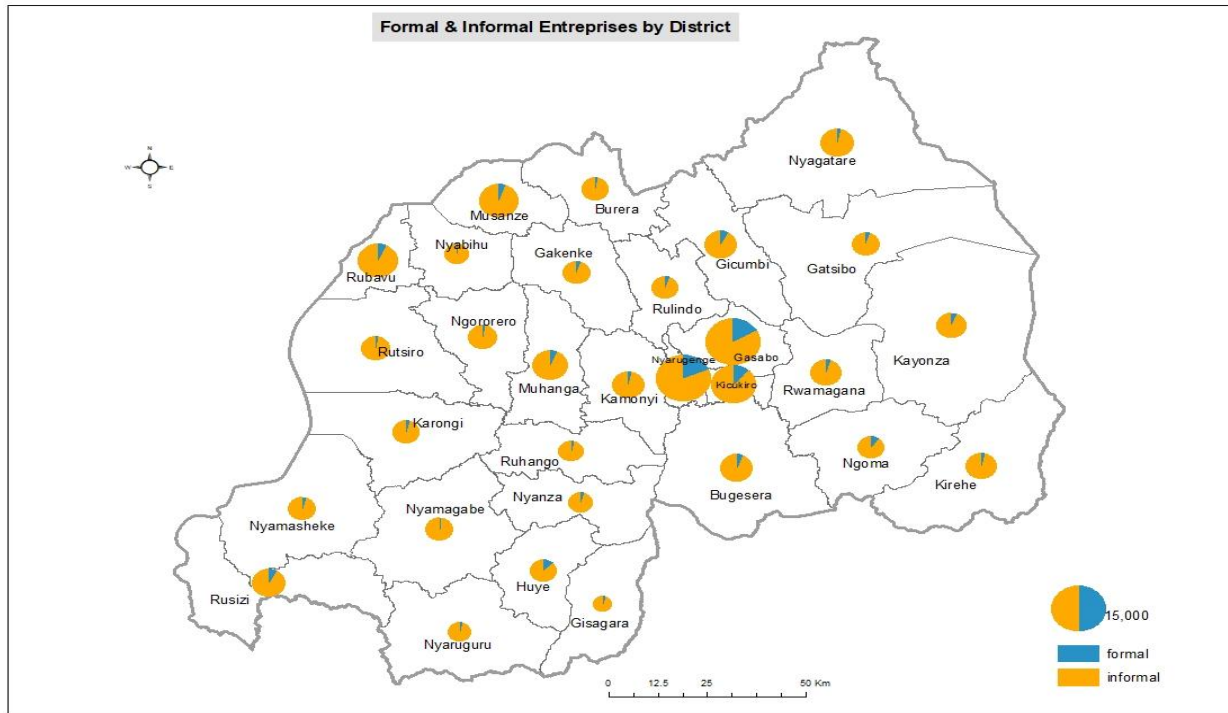 Formal & Informal Entreprises by District
N
W E
S
Nyagatare
Burera
Musanze
Nyabihu
Gakenke
Gicumbi
Gatsibo
Rubavu
Rulindo
Ngororero
Rutsiro
Nyarugenge
Gasabo
Kayonza
Muhanga
Kamonyi
Kicukiro
Rwamagana
Karongi
Ruhango
Ngoma
Kirehe
Bugesera
Nyanza
Nyamagabe
Nyamasheke
Huye
Rusizi
Gisagara
Nyaruguru
15,000
formal
informal
0 12.5 25 50 Km